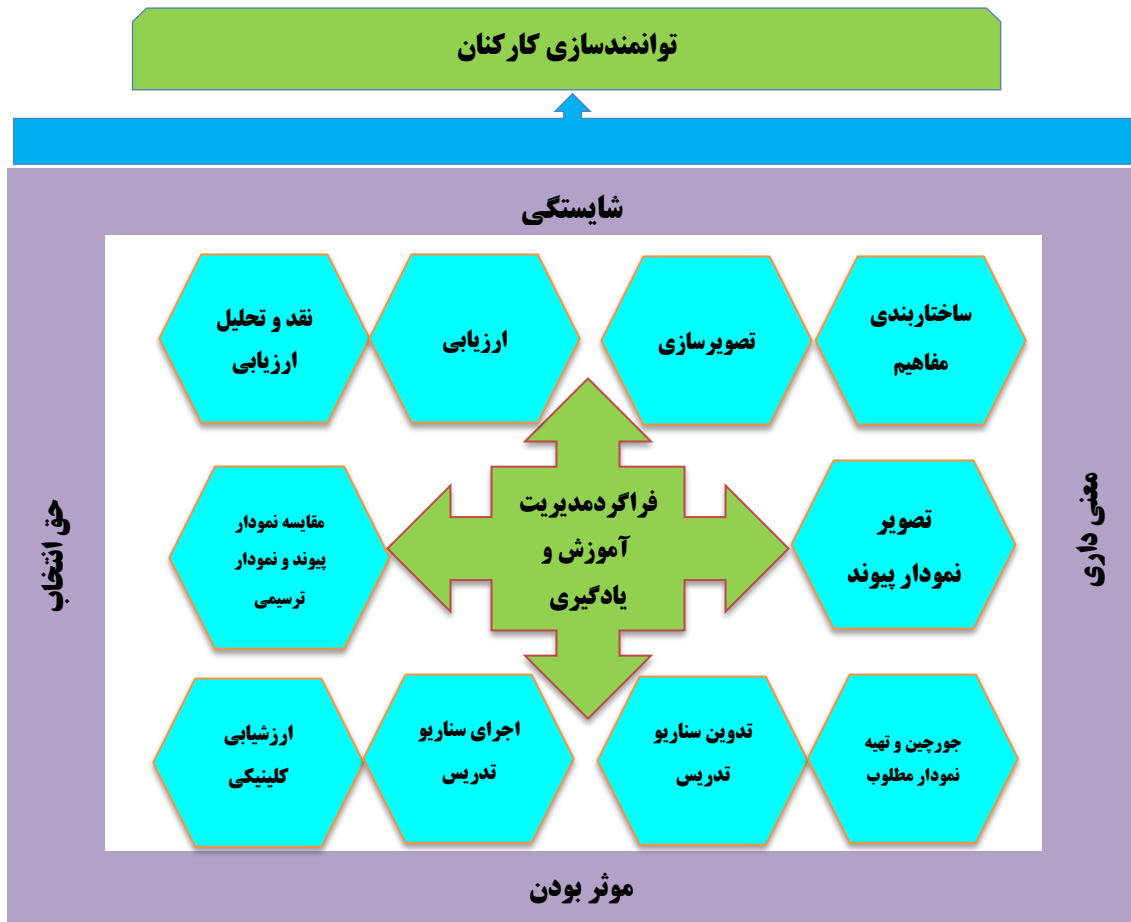 توانمندسازی کارکنان
شایستگی
ساختاربندی
مفاهیم
تصویرسازی
ارزیابی
نقد و تحلیل
ارزیابی
معنی داری
تصویر
نمودار پیوند
فراگردمدیریت
آموزش و
یادگیری
مقایسه نمودار
پیوند و نمودار
ترسیمی
حق انتخاب
جورچین و تهیه
نمودار مطلوب
تدوین سناریو
تدریس
اجرای سناریو
تدریس
ارزشیابی
کلینیکی
موثر بودن